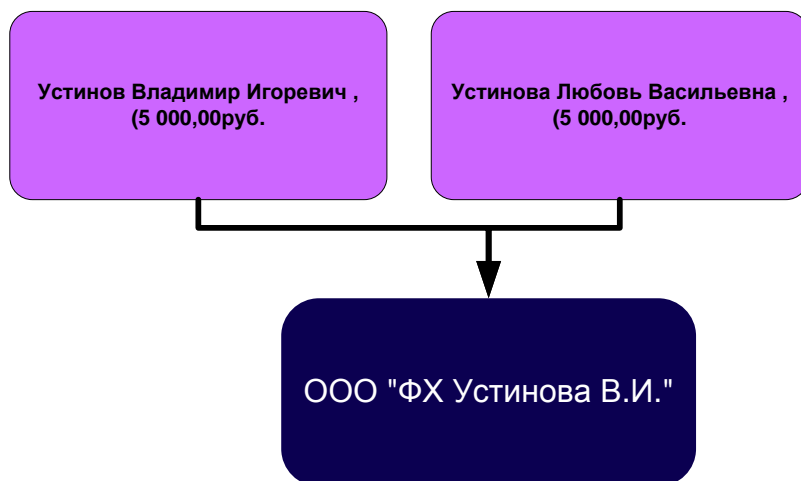 Устинов Владимир Игоревич ,
(5 000,00руб.
Устинова Любовь Васильевна ,
(5 000,00руб.
ООО "ФХ Устинова В.И."